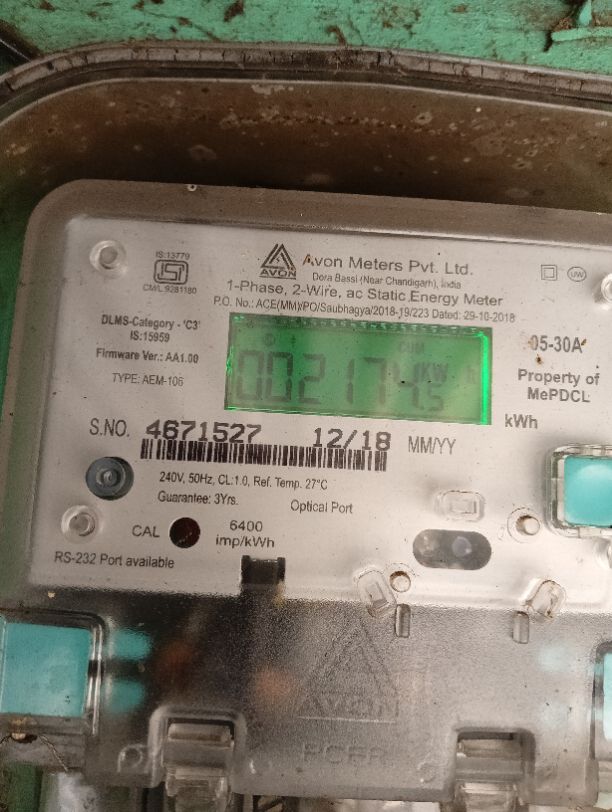 IS:13779
CM/L 9281180
AVON
Avon Meters Pvt. Ltd.
Dera Bassi (Near Chandigarh), India
1-Phase, 2-Wire, ac Static Energy Meter
P.O. No.: ACE(MM)/PO/Saubhagya/2018-19/223 Dated: 29-10-2018
DLMS-Category - 'C3'
IS:15959
Firmware Ver.: AA1.00
TYPE: AEM-106
CUM
002174.5 kW h
05-30A
Property of
MePDCL
kWh
S.NO. 4671527 12/18 MM/YY
240V, 50Hz, CL:1.0, Ref. Temp. 27°C
Guarantee: 3Yrs.
Optical Port
CAL
6400
imp/kWh
RS-232 Port available
AVON